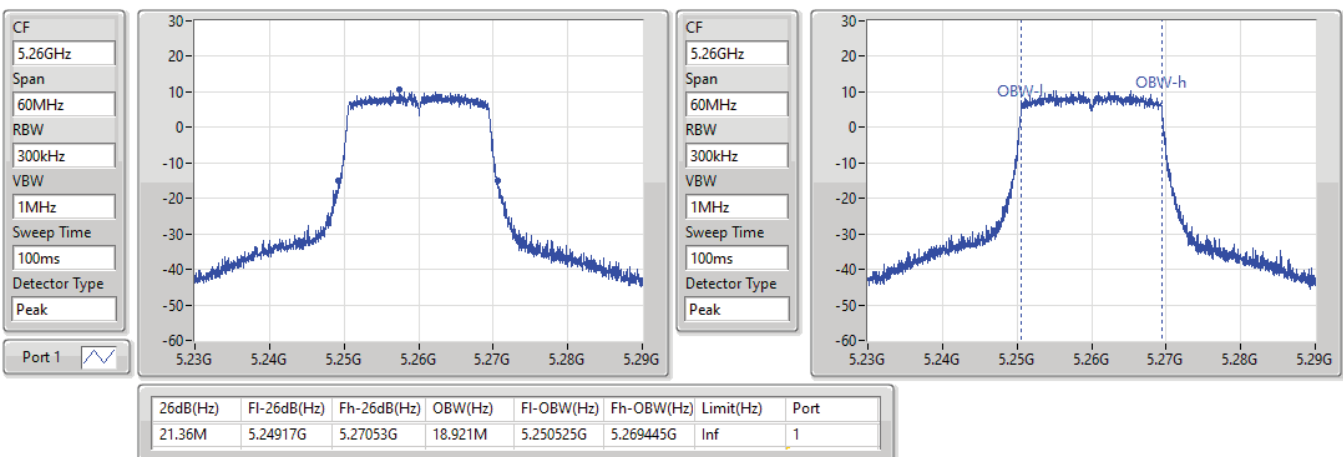 CF
5.26GHz
Span
60MHz
RBW
300kHz
VBW
1MHz
Sweep Time
100ms
Detector Type
Peak
Port 1
30
20
10
0
-10
-20
-30
-40
-50
-60
5.23G 5.24G 5.25G 5.26G 5.27G 5.28G 5.29G
CF
5.26GHz
Span
60MHz
RBW
300kHz
VBW
1MHz
Sweep Time
100ms
Detector Type
Peak
30
20
10
0
-10
-20
-30
-40
-50
-60
OBW-l OBW-h
5.23G 5.24G 5.25G 5.26G 5.27G 5.28G 5.29G
26dB(Hz) Fl-26dB(Hz) Fh-26dB(Hz) OBW(Hz) Fl-OBW(Hz) Fh-OBW(Hz) Limit(Hz) Port
21.36M 5.24917G 5.27053G 18.921M 5.250525G 5.269445G Inf 1